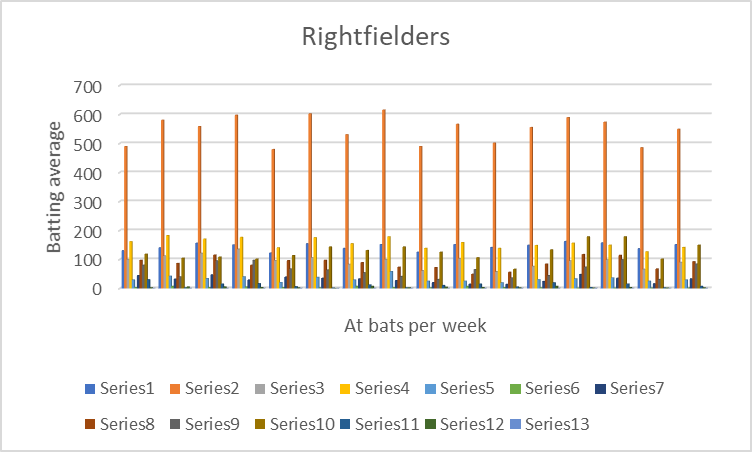 Rightfielders
Batting average
700
600
500
400
300
200
100
0
At bats per week
Series1 Series2 Series3 Series4 Series5 Series6 Series7
Series8 Series9 Series10 Series11 Series12 Series13